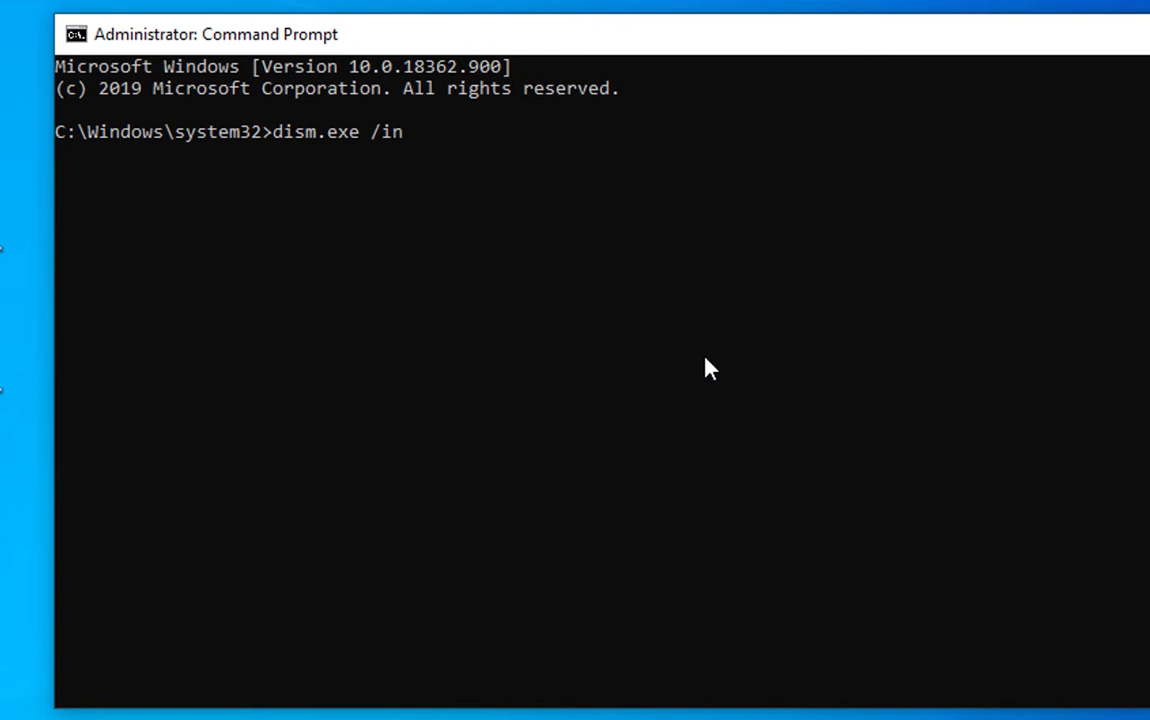 Administrator: Command Prompt
Microsoft Windows [Version 10.0.18362.900]
(c) 2019 Microsoft Corporation. All rights reserved.
C:\Windows\system32>dism.exe /in